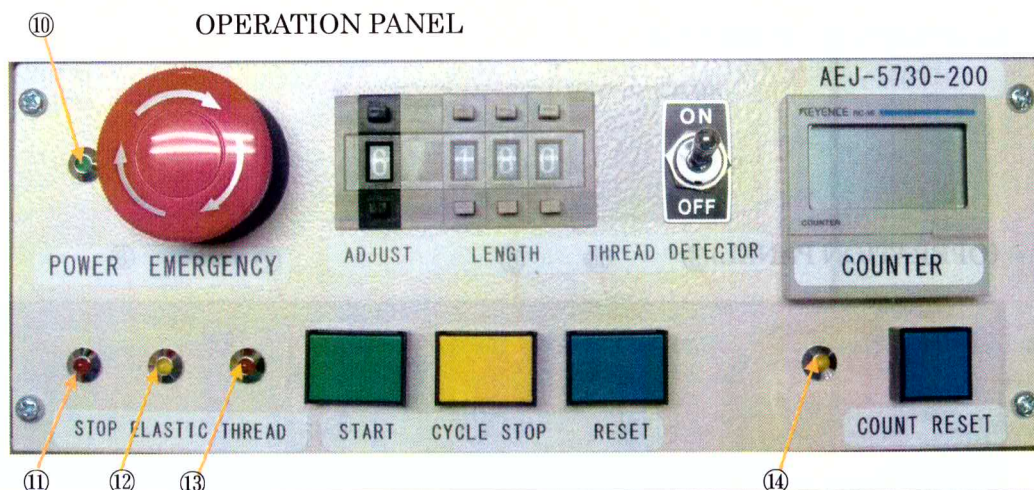 ⑩ OPERATION PANEL
AEJ-5730-200
KEYENCE
6
ON
OFF
COUNTER
POWER EMERGENCY
ADJUST LENGTH THREAD DETECTOR
COUNTER
STOP ELASTIC THREAD START CYCLE STOP RESET COUNT RESET
⑪ ⑫ ⑬ ⑭